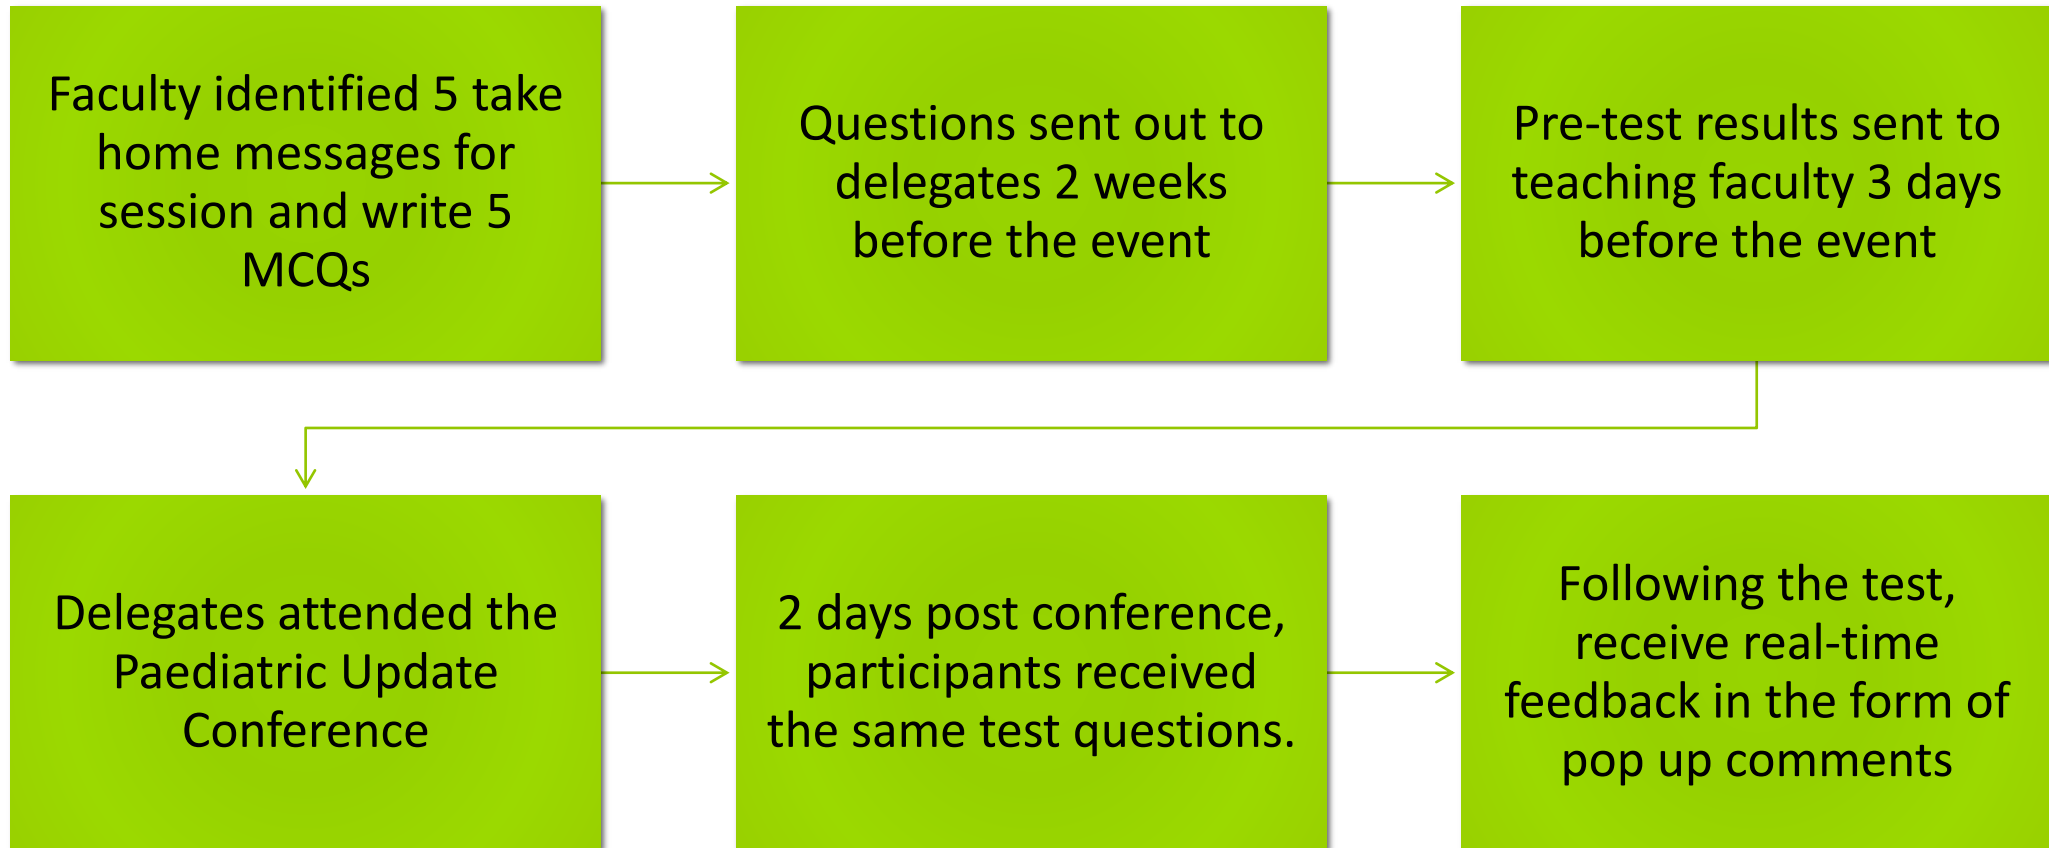 Faculty identified 5 take
home messages for
session and write 5
MCQs
Questions sent out to
delegates 2 weeks
before the event
Pre-test results sent to
teaching faculty 3 days
before the event
Delegates attended the
Paediatric Update
Conference
2 days post conference,
participants received
the same test questions.
Following the test,
receive real-time
feedback in the form of
pop up comments